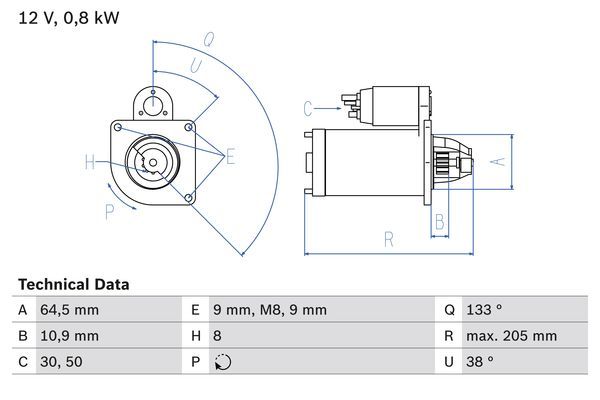 12 V, 0,8 kW
Q
U
C
H
E
A
P
B
R
Technical Data
A 64,5 mm E 9 mm, M8, 9 mm Q 133 °
B 10,9 mm H 8 R max. 205 mm
C 30, 50 P U 38 °